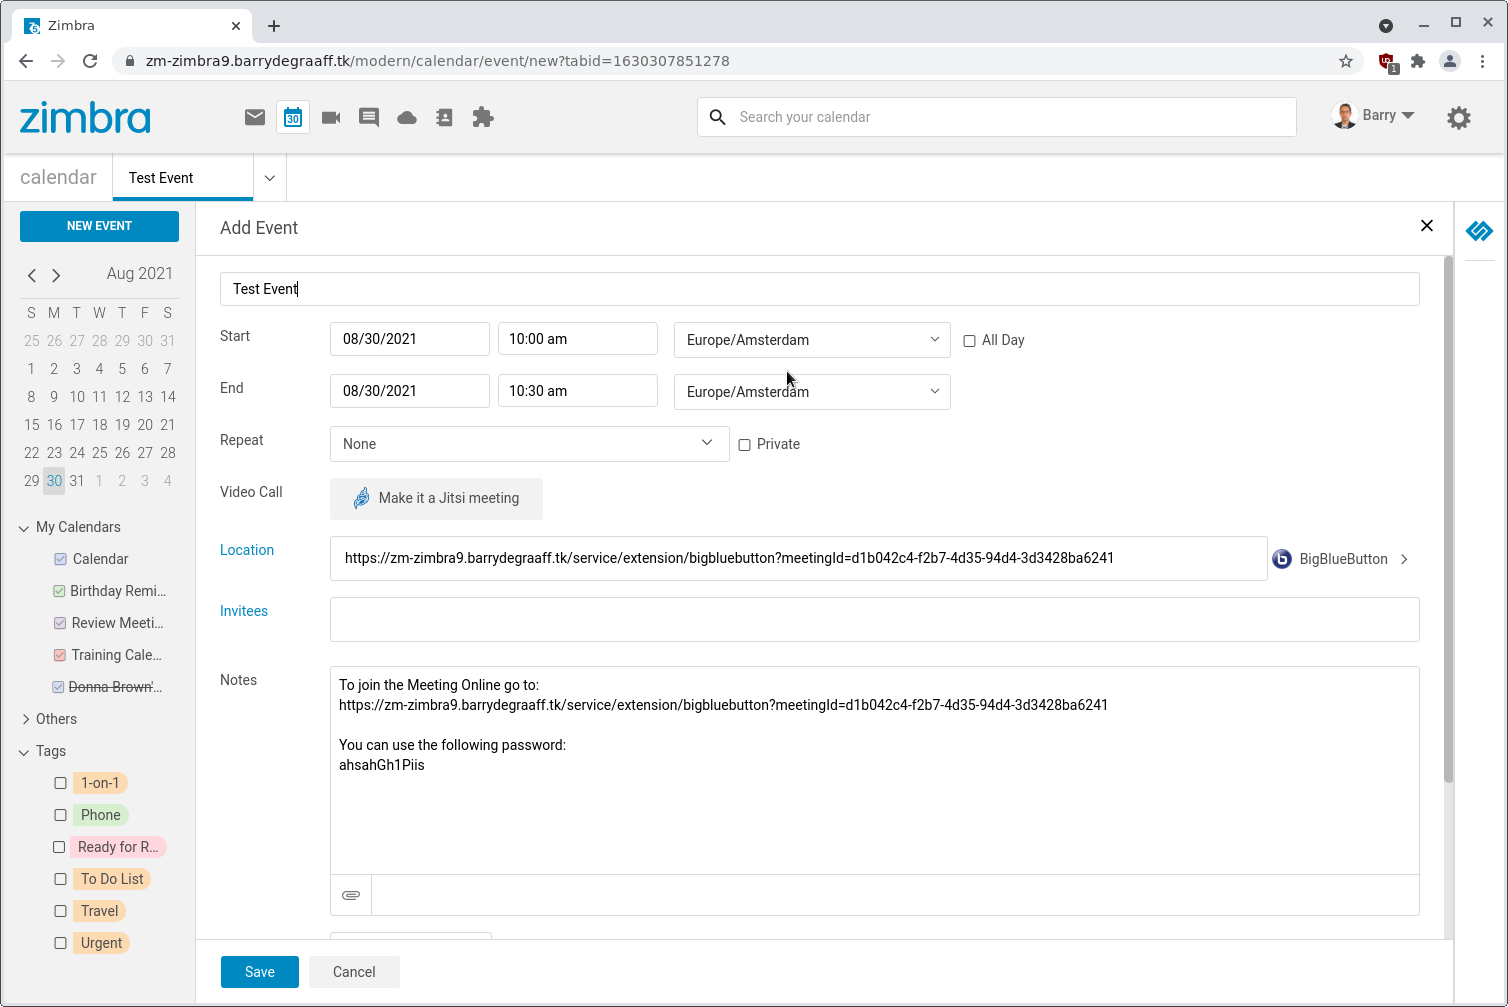 Zimbra
zm-zimbra9.barrydegraaff.tk/modern/calendar/event/new?tabid=1630307851278
1
zimbra
30
Search your calendar
Barry
calendar
Test Event
NEW EVENT
Add Event
Aug 2021
S M T W T F S
25 26 27 28 29 30 31
1 2 3 4 5 6 7
8 9 10 11 12 13 14
15 16 17 18 19 20 21
22 23 24 25 26 27 28
29 30 31 1 2 3 4
My Calendars
Calendar
Birthday Remi...
Review Meeti...
Training Cale...
Donna Brown'...
Others
Tags
1-on-1
Phone
Ready for R...
To Do List
Travel
Urgent
Test Event
Start 08/30/2021 10:00 am Europe/Amsterdam All Day
End 08/30/2021 10:30 am Europe/Amsterdam
Repeat None Private
Video Call Make it a Jitsi meeting
Location https://zm-zimbra9.barrydegraaff.tk/service/extension/bigbluebutton?meetingId=d1b042c4-f2b7-4d35-94d4-3d3428ba6241 BigBlueButton
Invitees
Notes
To join the Meeting Online go to:
https://zm-zimbra9.barrydegraaff.tk/service/extension/bigbluebutton?meetingId=d1b042c4-f2b7-4d35-94d4-3d3428ba6241
You can use the following password:
ahsahGh1Piis
Save Cancel